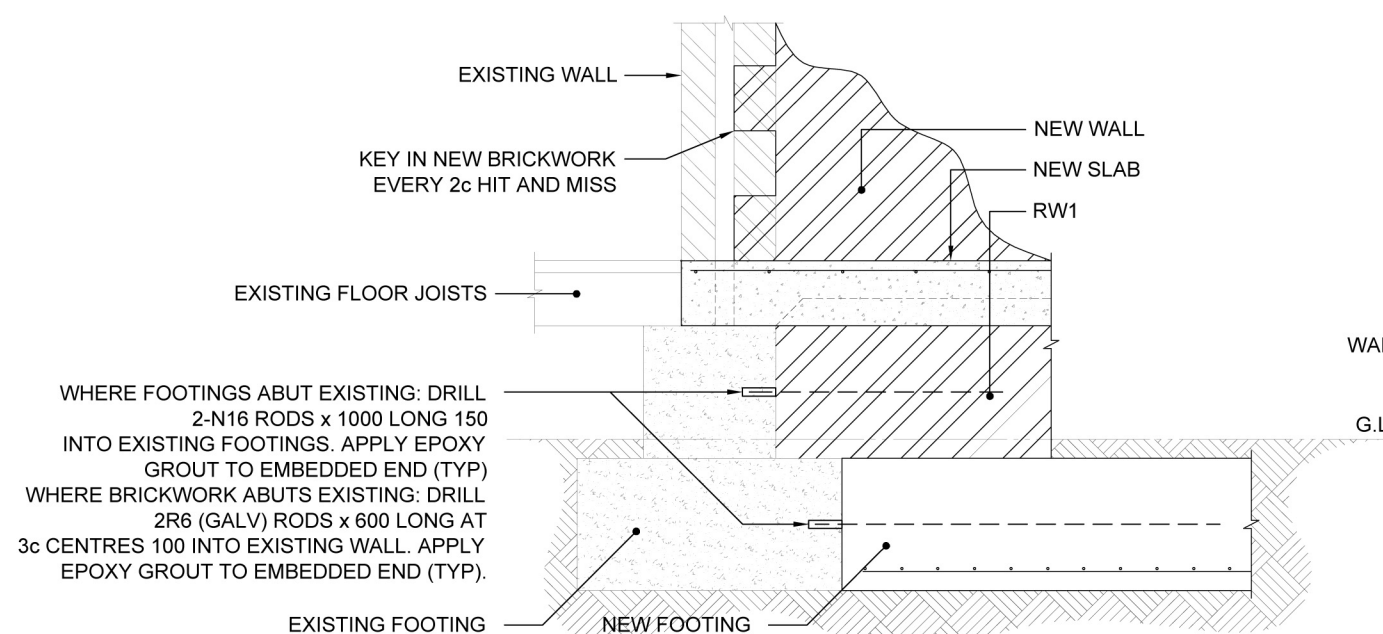 EXISTING WALL
KEY IN NEW BRICKWORK
EVERY 2c HIT AND MISS
EXISTING FLOOR JOISTS
WHERE FOOTINGS ABUT EXISTING: DRILL
2-N16 RODS x 1000 LONG 150
INTO EXISTING FOOTINGS. APPLY EPOXY
GROUT TO EMBEDDED END (TYP)
WHERE BRICKWORK ABUTS EXISTING: DRILL
2R6 (GALV) RODS x 600 LONG AT
3c CENTRES 100 INTO EXISTING WALL. APPLY
EPOXY GROUT TO EMBEDDED END (TYP).
EXISTING FOOTING
NEW FOOTING
NEW WALL
NEW SLAB
RW1